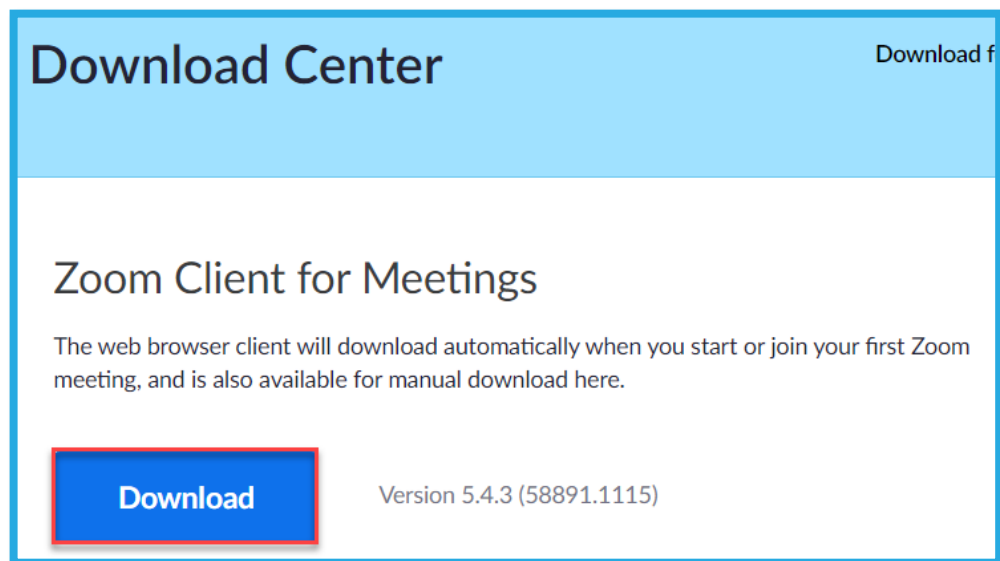 Download Center
Download f
Zoom Client for Meetings
The web browser client will download automatically when you start or join your first Zoom
meeting, and is also available for manual download here.
Download
Version 5.4.3 (58891.1115)